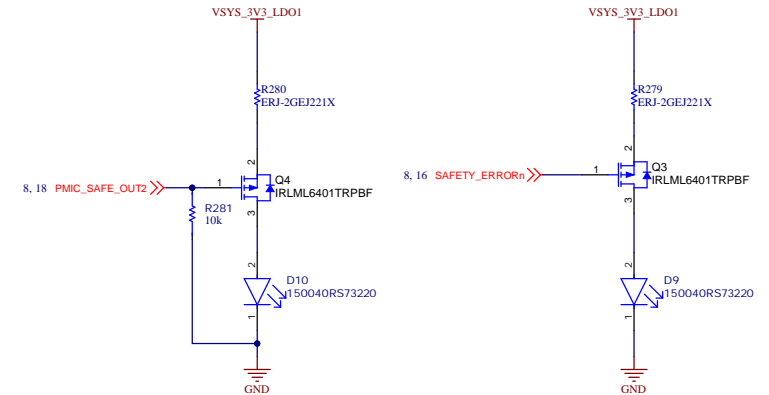 VSYS_3V3_LDO1
R280
ERJ-2GEJ221X
2
8, 18 PMIC_SAFE_OUT2
1
Q4
IRLML6401TRPBF
3
R281
10k
2
D10
150040RS73220
1
GND
VSYS_3V3_LDO1
R279
ERJ-2GEJ221X
2
8, 16 SAFETY_ERRORn
1
Q3
IRLML6401TRPBF
3
2
D9
150040RS73220
1
GND